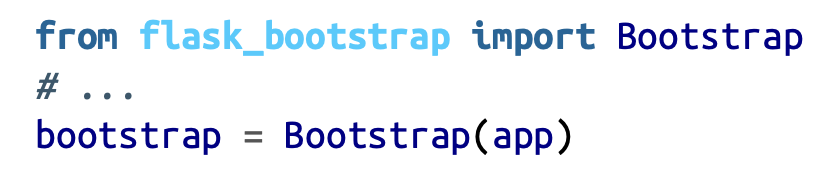 from flask_bootstrap import Bootstrap
# ...
bootstrap = Bootstrap(app)